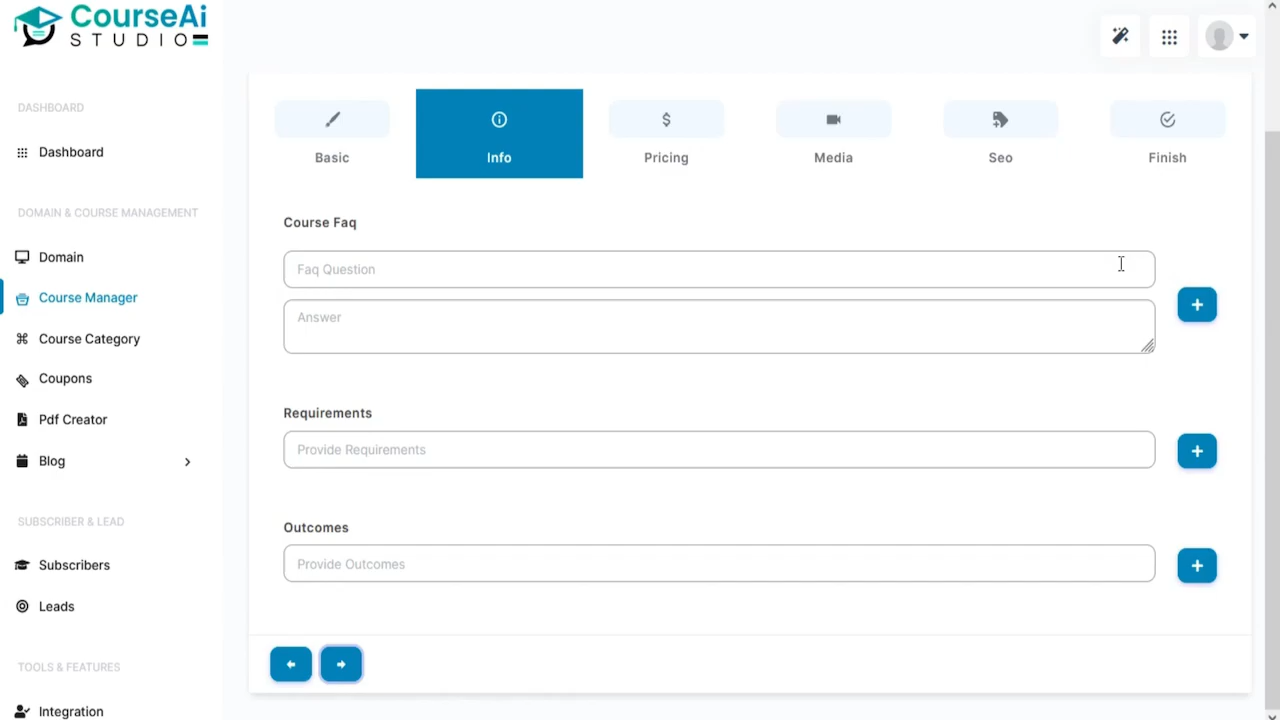 CourseAi
STUDIO
DASHBOARD
Dashboard
DOMAIN & COURSE MANAGEMENT
Domain
Course Manager
Course Category
Coupons
Pdf Creator
Blog
SUBSCRIBER & LEAD
Subscribers
Leads
TOOLS & FEATURES
Integration
Basic
Info
Pricing
Media
Seo
Finish
Course Faq
Faq Question
Answer
Requirements
Provide Requirements
Outcomes
Provide Outcomes